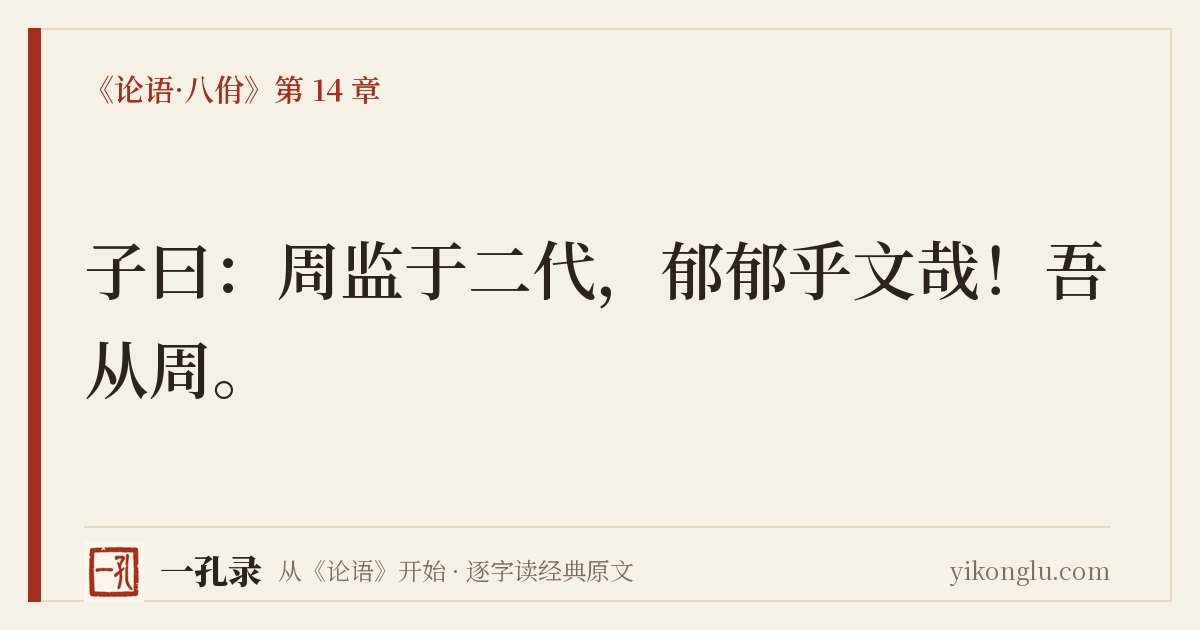 《论语·八佾》第 14 章
子曰：周监于二代，郁郁乎文哉！吾
从周。
一孔
一孔录 从《论语》开始 · 逐字读经典原文 yikonglu.com